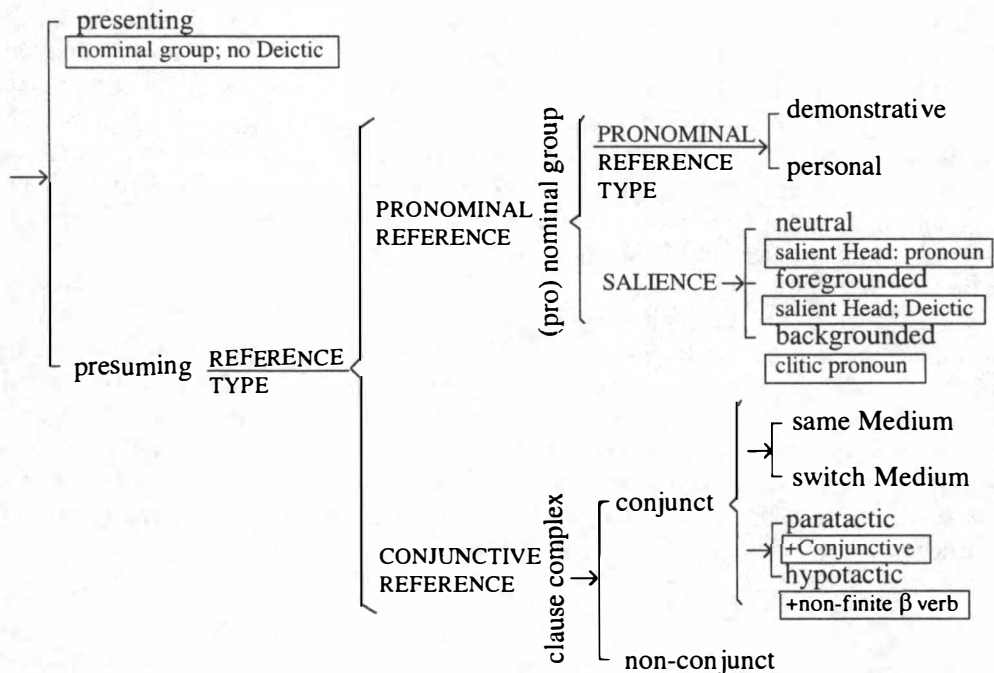 presenting
nominal group; no Deictic
presuming
REFERENCE
TYPE
PRONOMINAL
REFERENCE
(pro) nominal group
PRONOMINAL
REFERENCE
TYPE
demonstrative
personal
SALIENCE
neutral
salient Head: pronoun
foregrounded
salient Head; Deictic
backgrounded
clitic pronoun
CONJUNCTIVE
REFERENCE
clause complex
conjunct
same Medium
switch Medium
paratactic
+Conjunctive
hypotactic
+non-finite β verb
non-conjunct